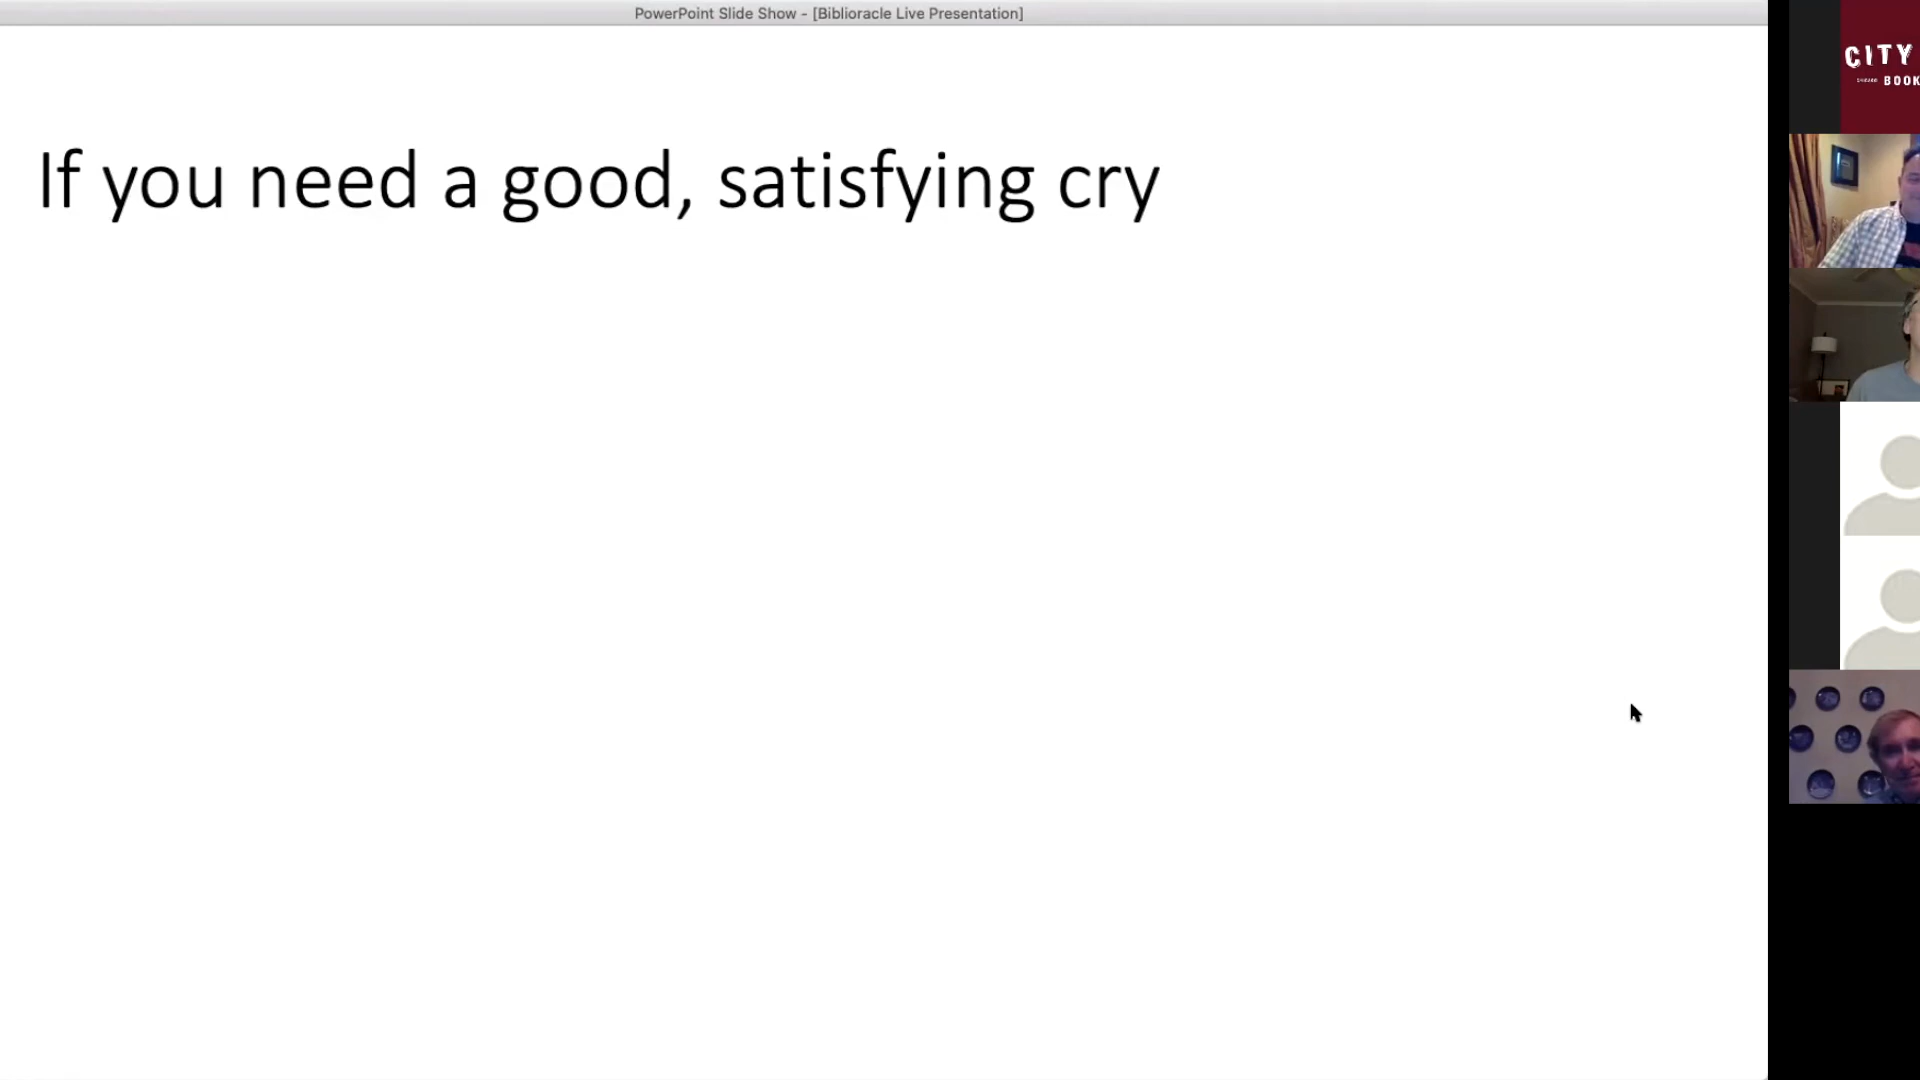 PowerPoint Slide Show - [Biblioracle Live Presentation]
If you need a good, satisfying cry
CITY
BOOK